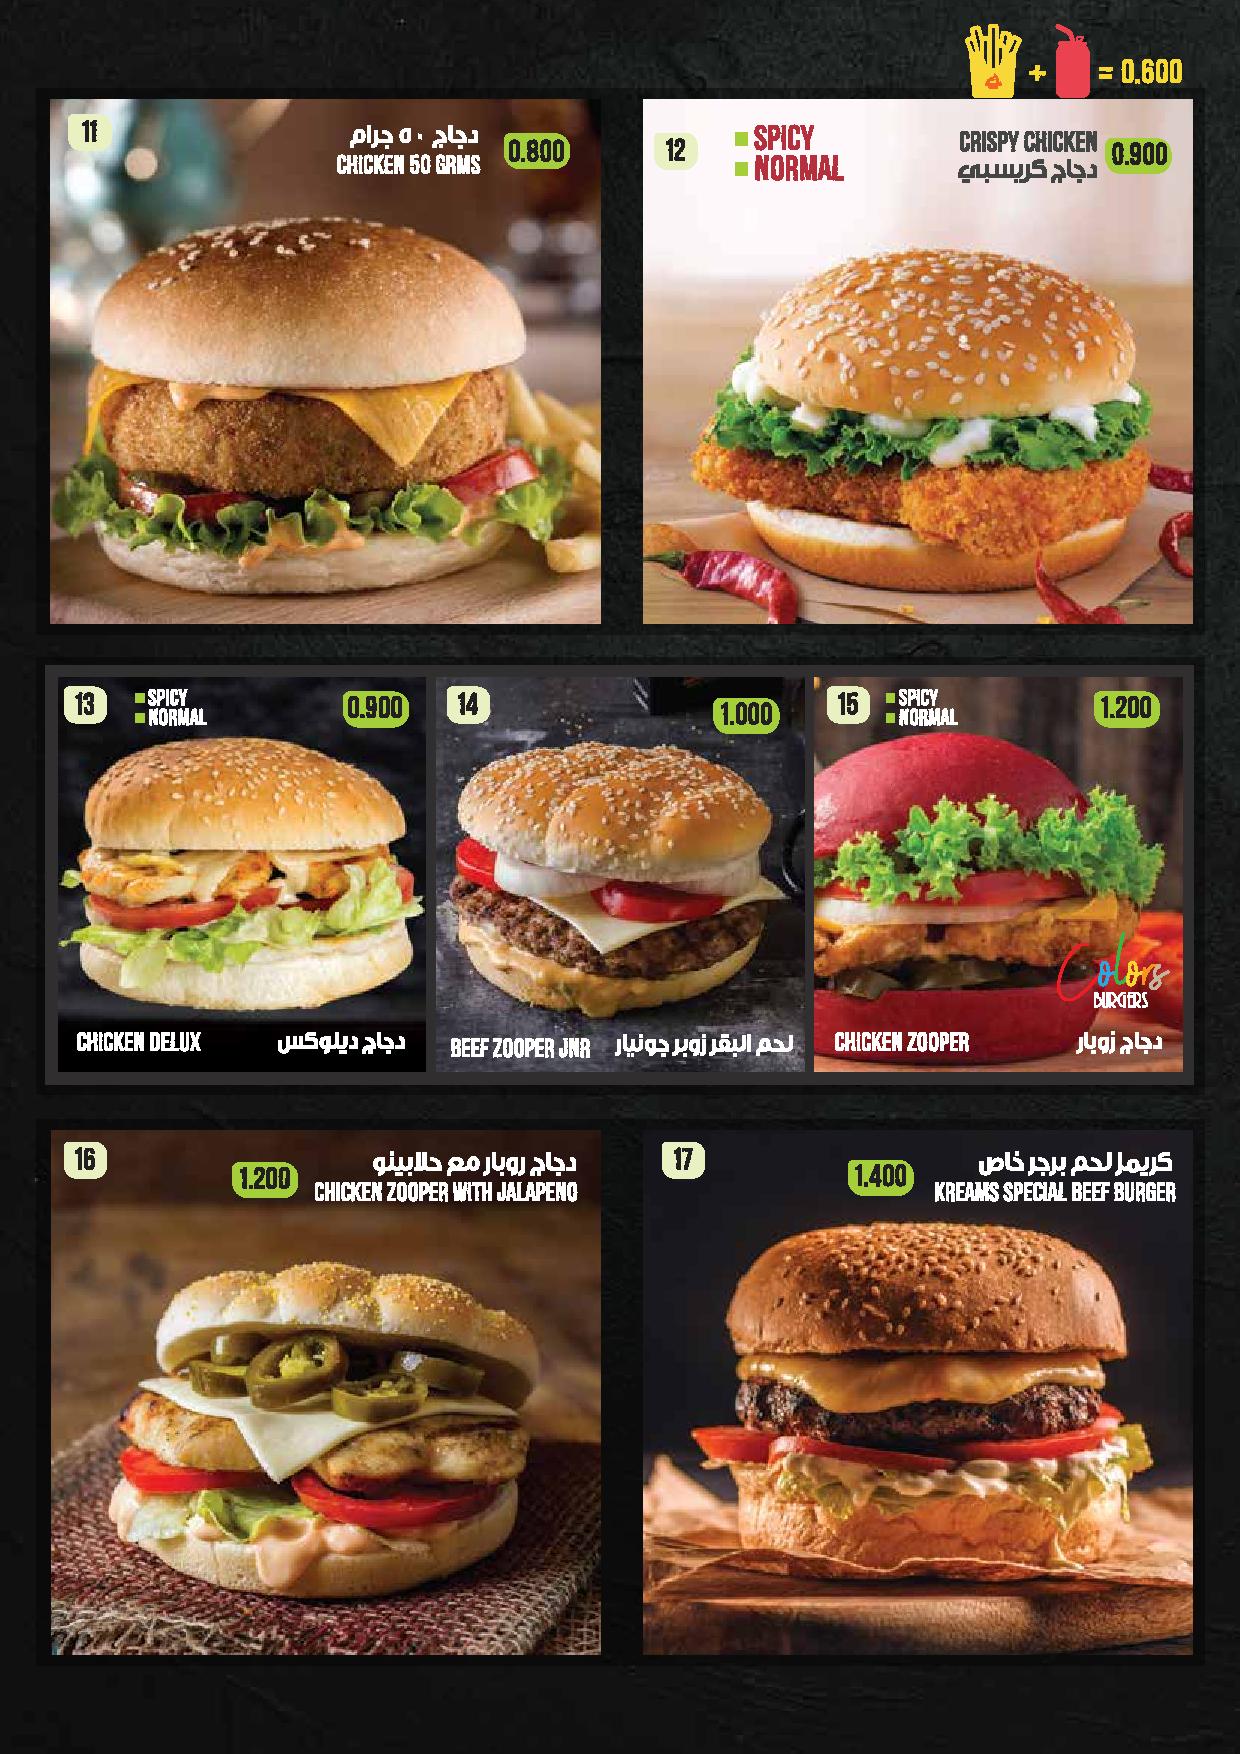 + = 0.600
11
دجاج ٥٠ جرام
CHICKEN 50 GRMS
0.800
12
SPICY
NORMAL
CRISPY CHICKEN
دجاج كريسبي
0.900
13
SPICY
NORMAL
0.900
CHICKEN DELUX
دجاج ديلوكس
14
1.000
BEEF ZOOPER JNR
لحم البقر زوبر جونيار
15
SPICY
NORMAL
1.200
Colors
BURGERS
CHICKEN ZOOPER
دجاج زوبار
16
1.200
دجاج روبار مع حلابينو
CHICKEN ZOOPER WITH JALAPENO
17
1.400
كريمز لحم برجر خاص
KREAMS SPECIAL BEEF BURGER